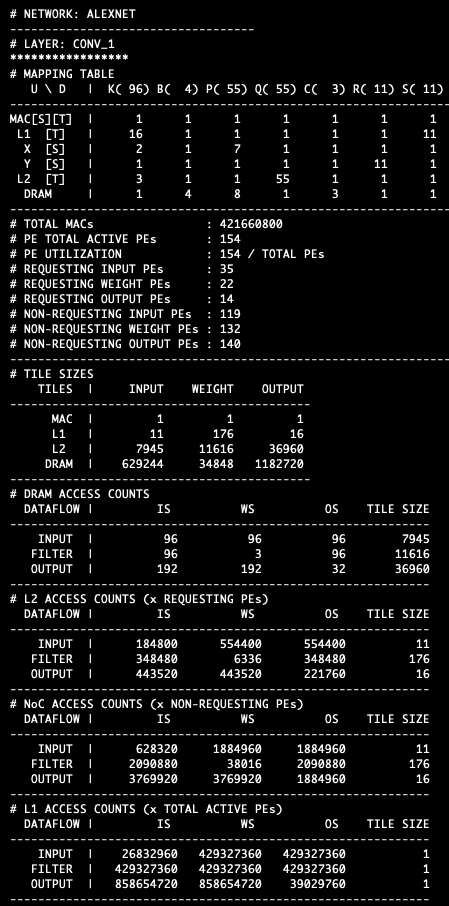 # NETWORK: ALEXNET
-----------------------------------
# LAYER: CONV_1
*****************
# MAPPING TABLE
U \ D | K( 96) B( 4) P( 55) Q( 55) C( 3) R( 11) S( 11)
MAC[S][T] | 1 1 1 1 1 1 1
L1 [T] | 16 1 1 1 1 1 11
X [S] | 2 1 7 1 1 1 1
Y [S] | 1 1 1 1 1 11 1
L2 [T] | 3 1 1 55 1 1 1
DRAM | 1 4 8 1 3 1 1
# TOTAL MACs : 421660800
# PE TOTAL ACTIVE PEs : 154
# PE UTILIZATION : 154 / TOTAL PEs
# REQUESTING INPUT PEs : 35
# REQUESTING WEIGHT PEs : 22
# REQUESTING OUTPUT PEs : 14
# NON-REQUESTING INPUT PEs : 119
# NON-REQUESTING WEIGHT PEs : 132
# NON-REQUESTING OUTPUT PEs : 140
# TILE SIZES
TILES | INPUT WEIGHT OUTPUT
MAC | 1 1 1
L1 | 11 176 16
L2 | 7945 11616 36960
DRAM | 629244 34848 1182720
# DRAM ACCESS COUNTS
DATAFLOW | IS WS OS TILE SIZE
INPUT | 96 96 96 7945
FILTER | 96 3 96 11616
OUTPUT | 192 192 32 36960
# L2 ACCESS COUNTS (x REQUESTING PEs)
DATAFLOW | IS WS OS TILE SIZE
INPUT | 184800 554400 554400 11
FILTER | 348480 6336 348480 176
OUTPUT | 443520 443520 221760 16
# NoC ACCESS COUNTS (x NON-REQUESTING PEs)
DATAFLOW | IS WS OS TILE SIZE
INPUT | 628320 1884960 1884960 11
FILTER | 2090880 38016 2090880 176
OUTPUT | 3769920 3769920 1884960 16
# L1 ACCESS COUNTS (x TOTAL ACTIVE PEs)
DATAFLOW | IS WS OS TILE SIZE
INPUT | 26832960 429327360 429327360 1
FILTER | 429327360 429327360 429327360 1
OUTPUT | 858654720 858654720 39029760 1